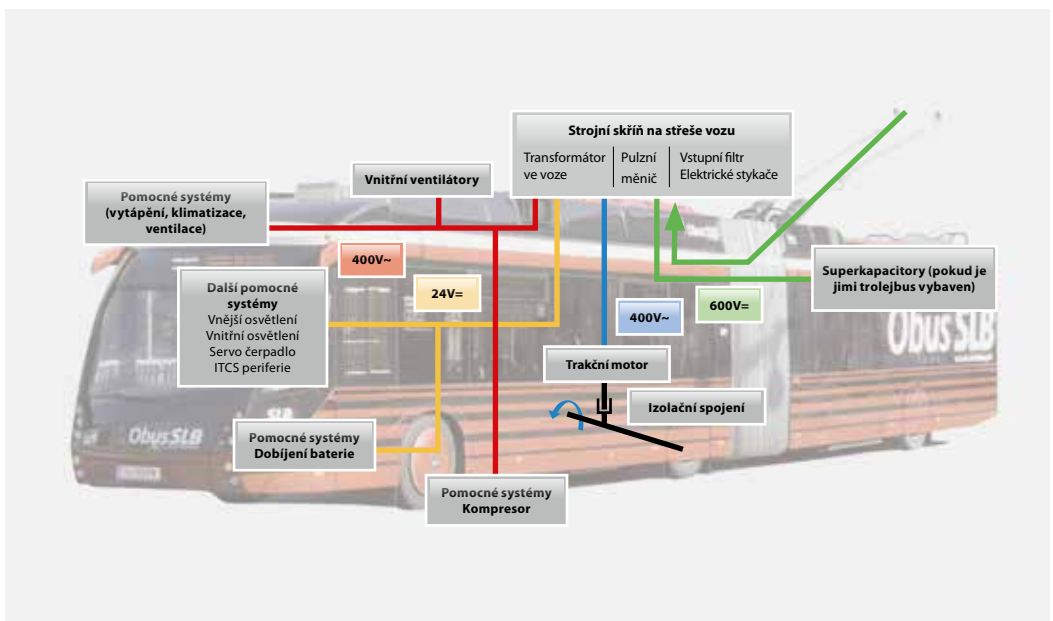 Strojní skříň na střeše vozu
Transformátor
ve voze
Pulzní
měnič
Vstupní filtr
Elektrické stykače
Vnitřní ventilátory
Pomocné systémy
(vytápění, klimatizace,
ventilace)
400V~
24V=
Další pomocné
systémy
Vnější osvětlení
Vnitřní osvětlení
Servo čerpadlo
ITCS periferie
400V~
600V=
Superkapacitory (pokud je
jimi trolejbus vybaven)
Obus SLB
Trakční motor
Izolační spojení
SLB
Obus SLB
Pomocné systémy
Dobíjení baterie
Pomocné systémy
Kompresor